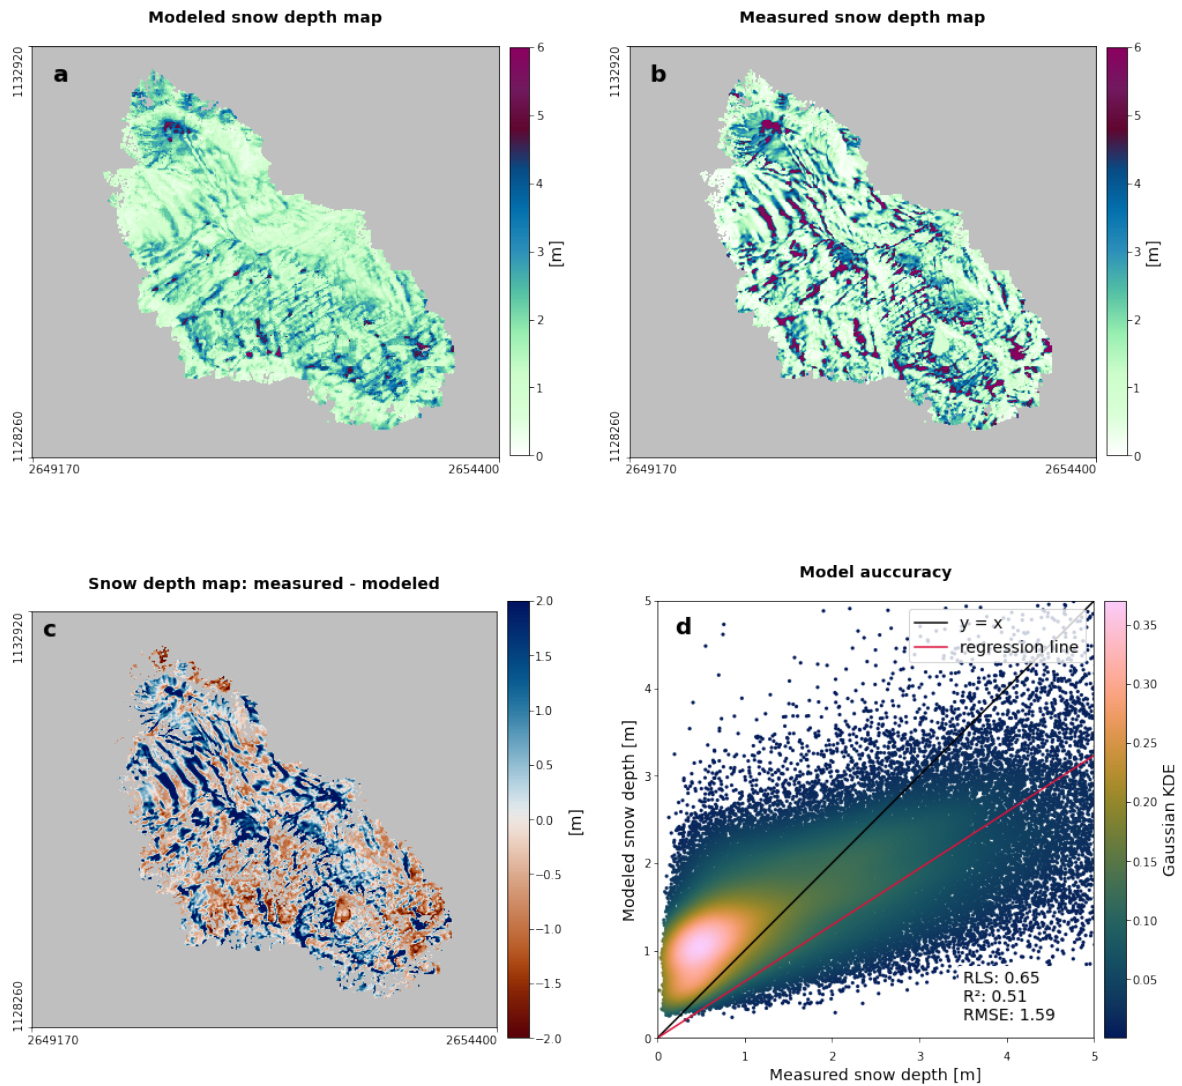 Modeled snow depth map
Measured snow depth map
a
1132920
1128260
2649170
2654400
6
5
4
3
2
1
0
[m]
b
1132920
1128260
2649170
2654400
6
5
4
3
2
1
0
[m]
Snow depth map: measured - modeled
c
1132920
1128260
2649170
2654400
2.0
1.5
1.0
0.5
0.0
−0.5
−1.0
−1.5
−2.0
[m]
Model auccuracy
d
y = x
regression line
RLS: 0.65
R²: 0.51
RMSE: 1.59
5
4
3
2
1
0
Modeled snow depth [m]
0
1
2
3
4
5
Measured snow depth [m]
0.35
0.30
0.25
0.20
0.15
0.10
0.05
Gaussian KDE